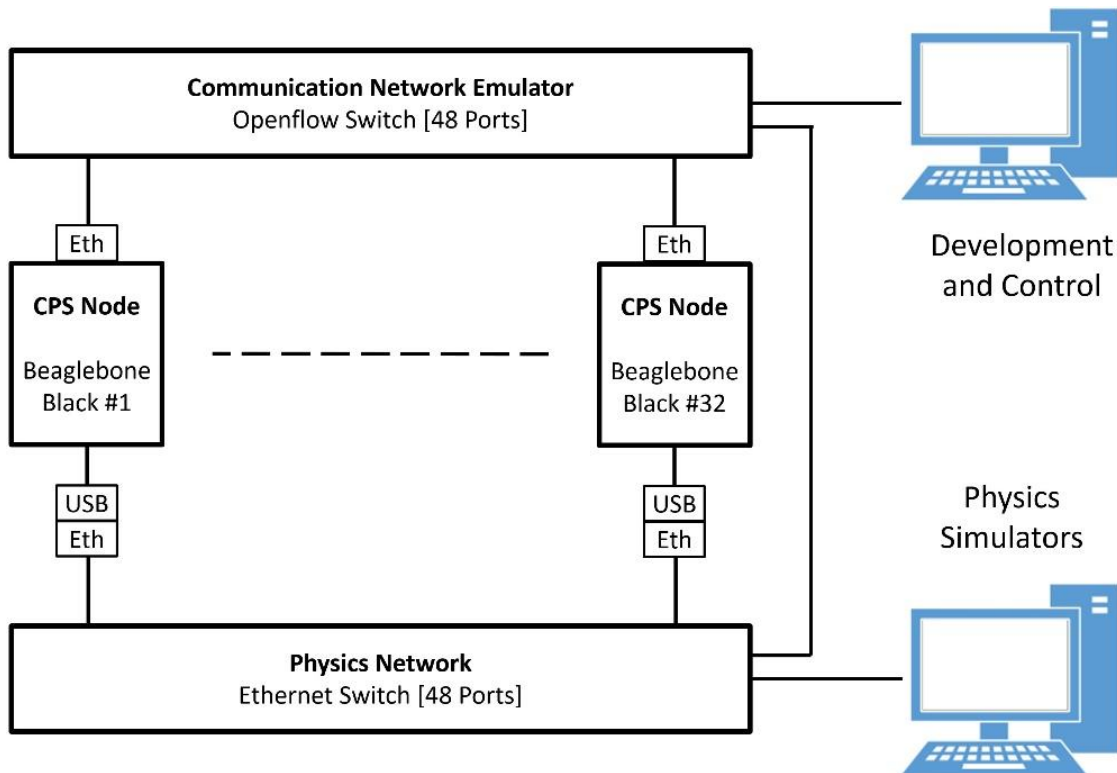 Communication Network Emulator
Openflow Switch [48 Ports]
Eth
Eth
CPS Node
Beaglebone
Black #1
CPS Node
Beaglebone
Black #32
Development
and Control
USB
Eth
USB
Eth
Physics
Simulators
Physics Network
Ethernet Switch [48 Ports]